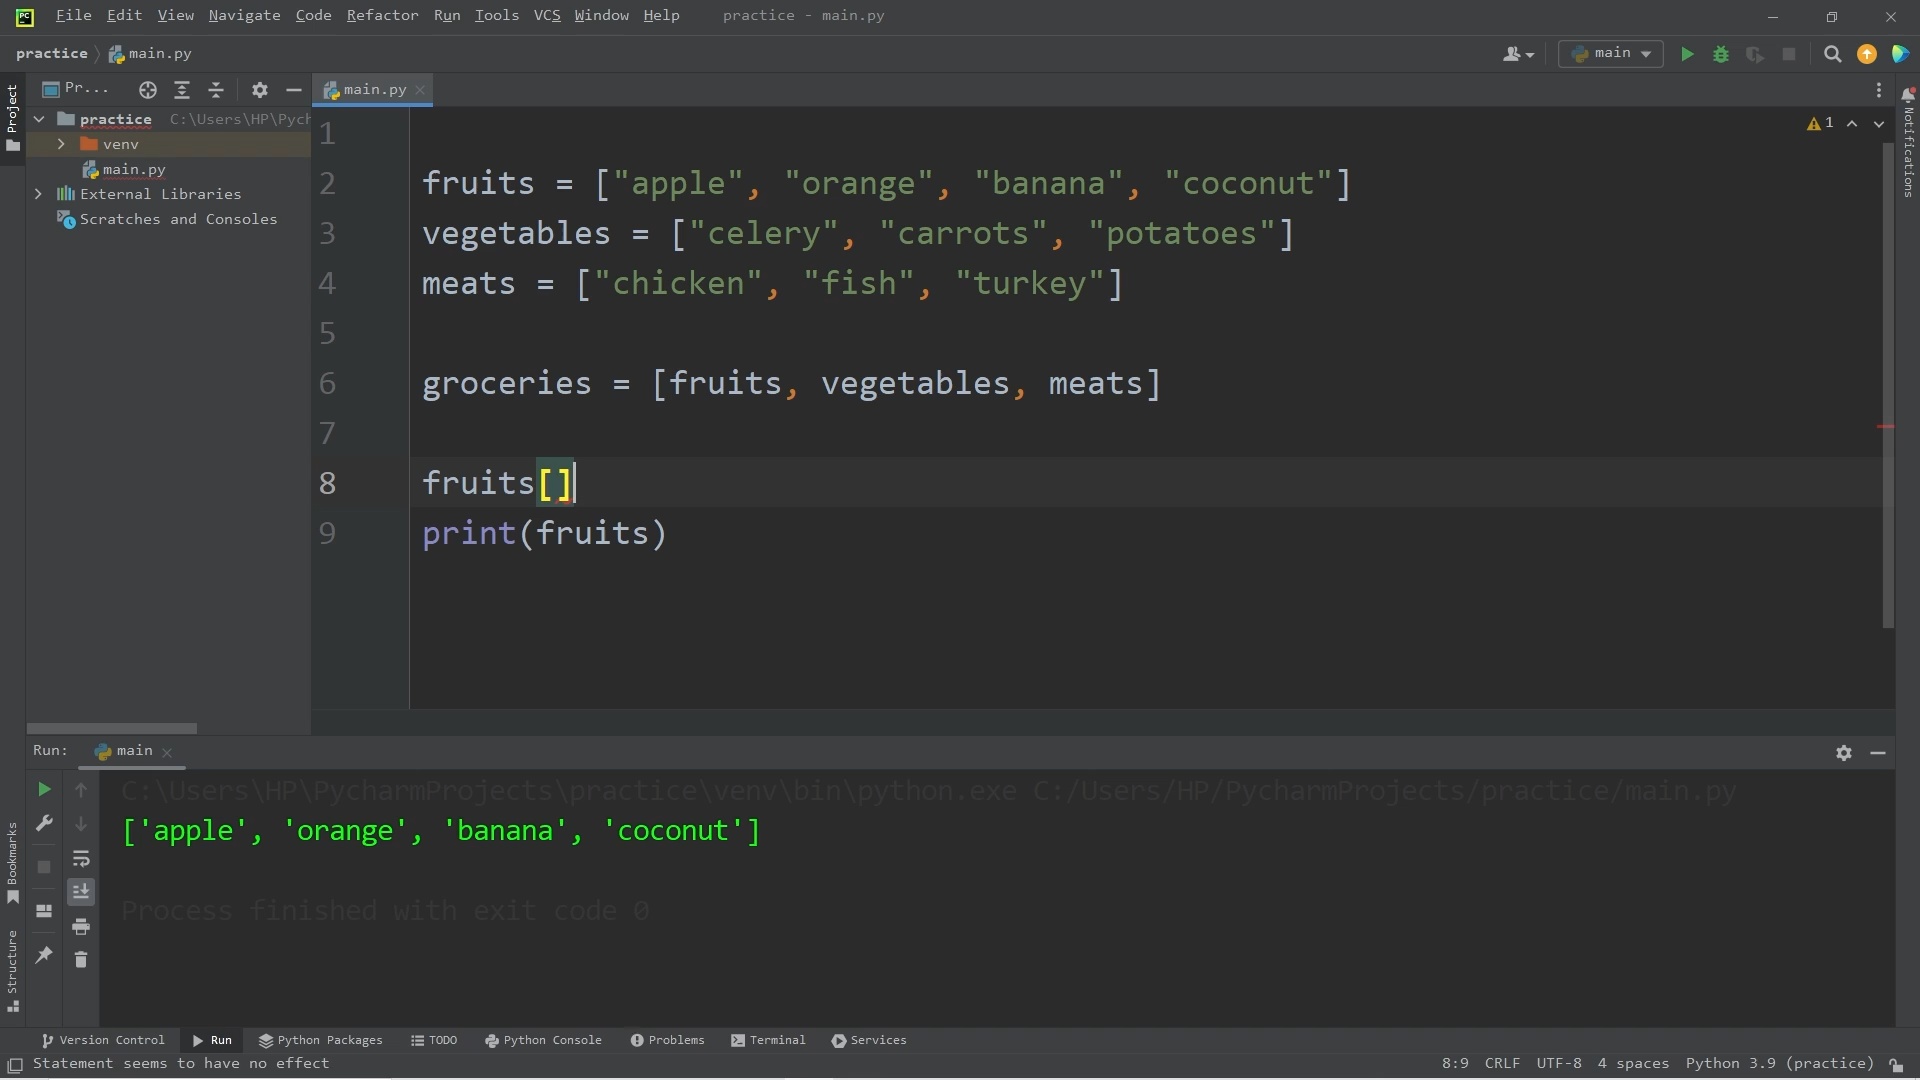 PC File Edit View Navigate Code Refactor Run Tools VCS Window Help practice - main.py
practice main.py main
Project Pr... main.py Notifications
practice C:\Users\HP\Pych
venv
main.py
External Libraries
Scratches and Consoles
1
1
2 fruits = ["apple", "orange", "banana", "coconut"]
3 vegetables = ["celery", "carrots", "potatoes"]
4 meats = ["chicken", "fish", "turkey"]
5
6 groceries = [fruits, vegetables, meats]
7
8 fruits[]
9 print(fruits)
Run: main
C:\Users\HP\PycharmProjects\practice\venv\bin\python.exe C:/Users/HP/PycharmProjects/practice/main.py
['apple', 'orange', 'banana', 'coconut']
Process finished with exit code 0
Bookmarks
Structure
Version Control Run Python Packages TODO Python Console Problems Terminal Services
Statement seems to have no effect 8:9 CRLF UTF-8 4 spaces Python 3.9 (practice)